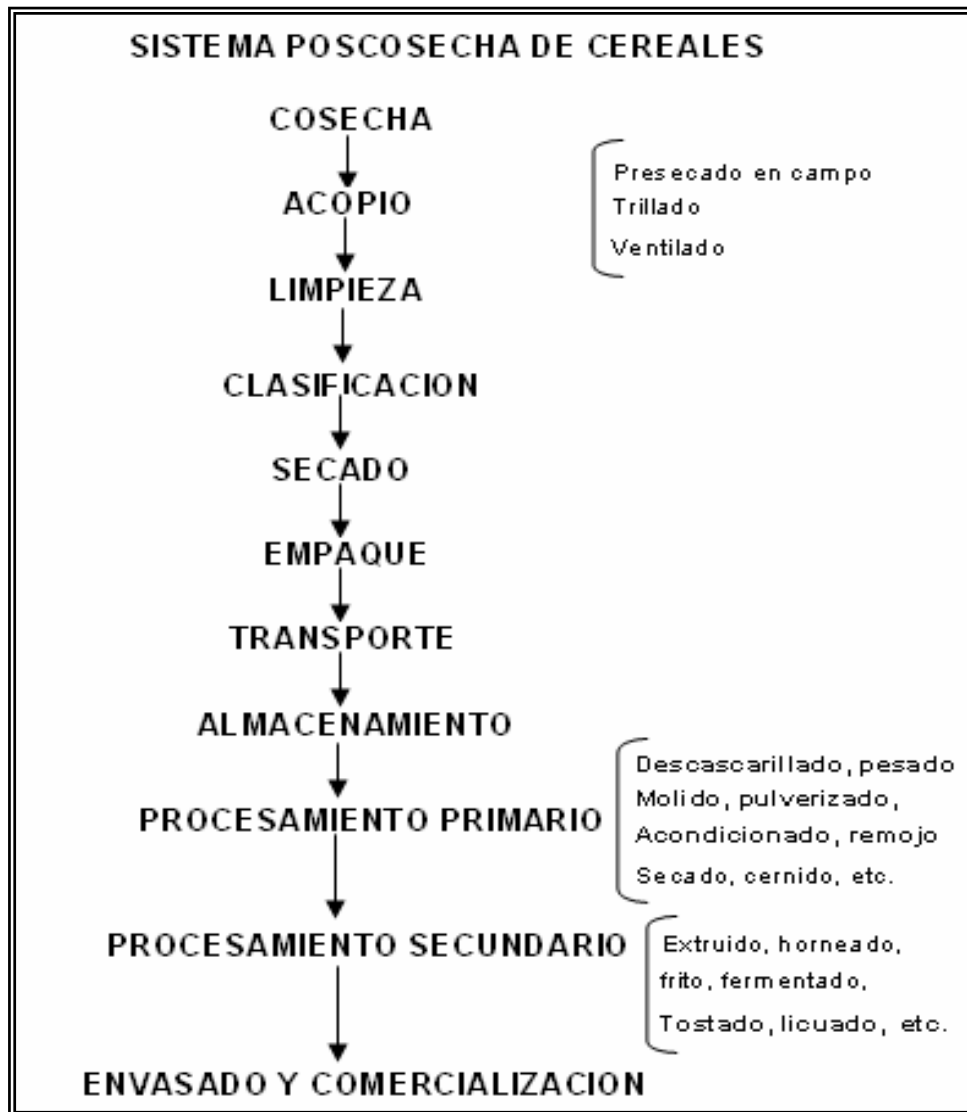 SISTEMA POSCOSECHA DE CEREALES
COSECHA
ACOPIO
Presecado en campo
Trillado
Ventilado
LIMPIEZA
CLASIFICACION
SECADO
EMPAQUE
TRANSPORTE
ALMACENAMIENTO
PROCESAMIENTO PRIMARIO
Descascarillado, pesado
Molido, pulverizado,
Acondicionado, remojo
Secado, cernido, etc.
PROCESAMIENTO SECUNDARIO
Extruido, horneado,
frito, fermentado,
Tostado, licuado, etc.
ENVASADO Y COMERCIALIZACION